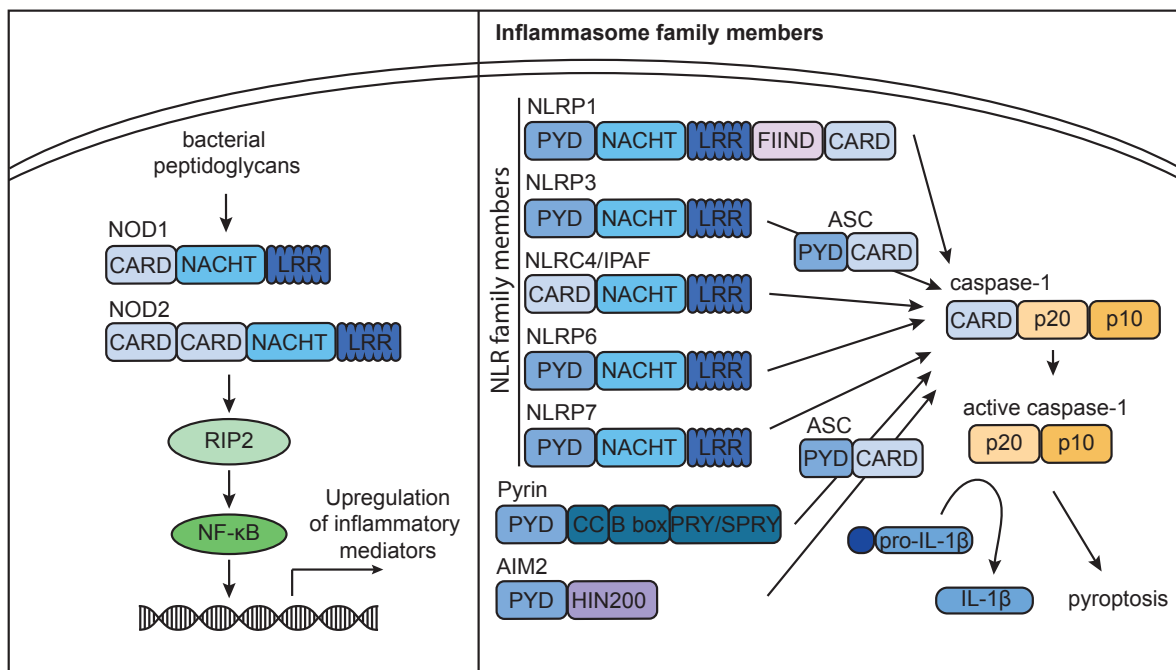 bacterial
peptidoglycans
NOD1
CARD NACHT LRR
NOD2
CARD CARD NACHT LRR
RIP2
NF-κB
Upregulation
of inflammatory
mediators
Inflammasome family members
NLR family members
NLRP1
PYD NACHT LRR FIIND CARD
NLRP3
PYD NACHT LRR
ASC
PYD CARD
NLRC4/IPAF
CARD NACHT LRR
NLRP6
PYD NACHT LRR
NLRP7
PYD NACHT LRR
ASC
PYD CARD
Pyrin
PYD CC B box PRY/SPRY
AIM2
PYD HIN200
caspase-1
CARD p20 p10
active caspase-1
p20 p10
pro-IL-1β
IL-1β
pyroptosis